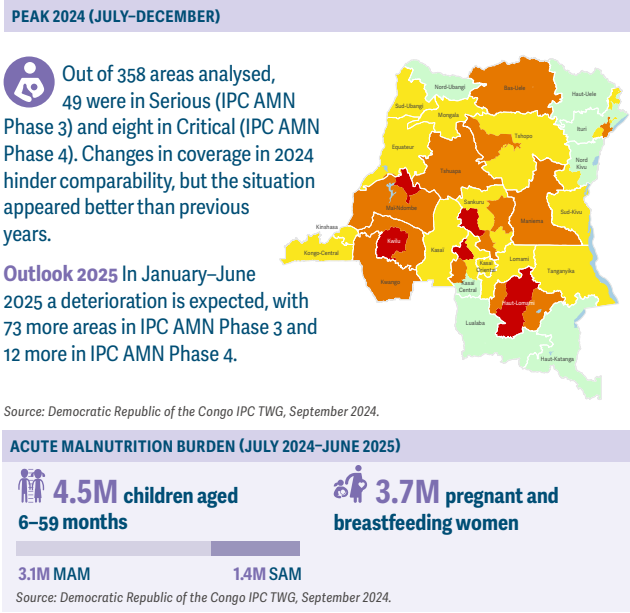 PEAK 2024 (JULY–DECEMBER)
Out of 358 areas analysed,
49 were in Serious (IPC AMN
Phase 3) and eight in Critical (IPC AMN
Phase 4). Changes in coverage in 2024
hinder comparability, but the situation
appeared better than previous
years.
Outlook 2025 In January–June
2025 a deterioration is expected, with
73 more areas in IPC AMN Phase 3 and
12 more in IPC AMN Phase 4.
Nord-Ubangi
Bas-Uele
Haut-Uele
Sud-Ubangi
Mongala
Ituri
Tshopo
Equateur
Nord
Kivu
Tshuapa
Mai-Ndombe
Sankuru
Maniema
Sud-Kivu
Kinshasa
Kongo-Central
Kwilu
Kasaï
Kasaï
Oriental
Lomami
Tanganyika
Kwango
Kasaï
Central
Haut-Lomami
Lualaba
Haut-Katanga
Source: Democratic Republic of the Congo IPC TWG, September 2024.
ACUTE MALNUTRITION BURDEN (JULY 2024–JUNE 2025)
4.5M children aged
6–59 months
3.1M MAM 1.4M SAM
3.7M pregnant and
breastfeeding women
Source: Democratic Republic of the Congo IPC TWG, September 2024.